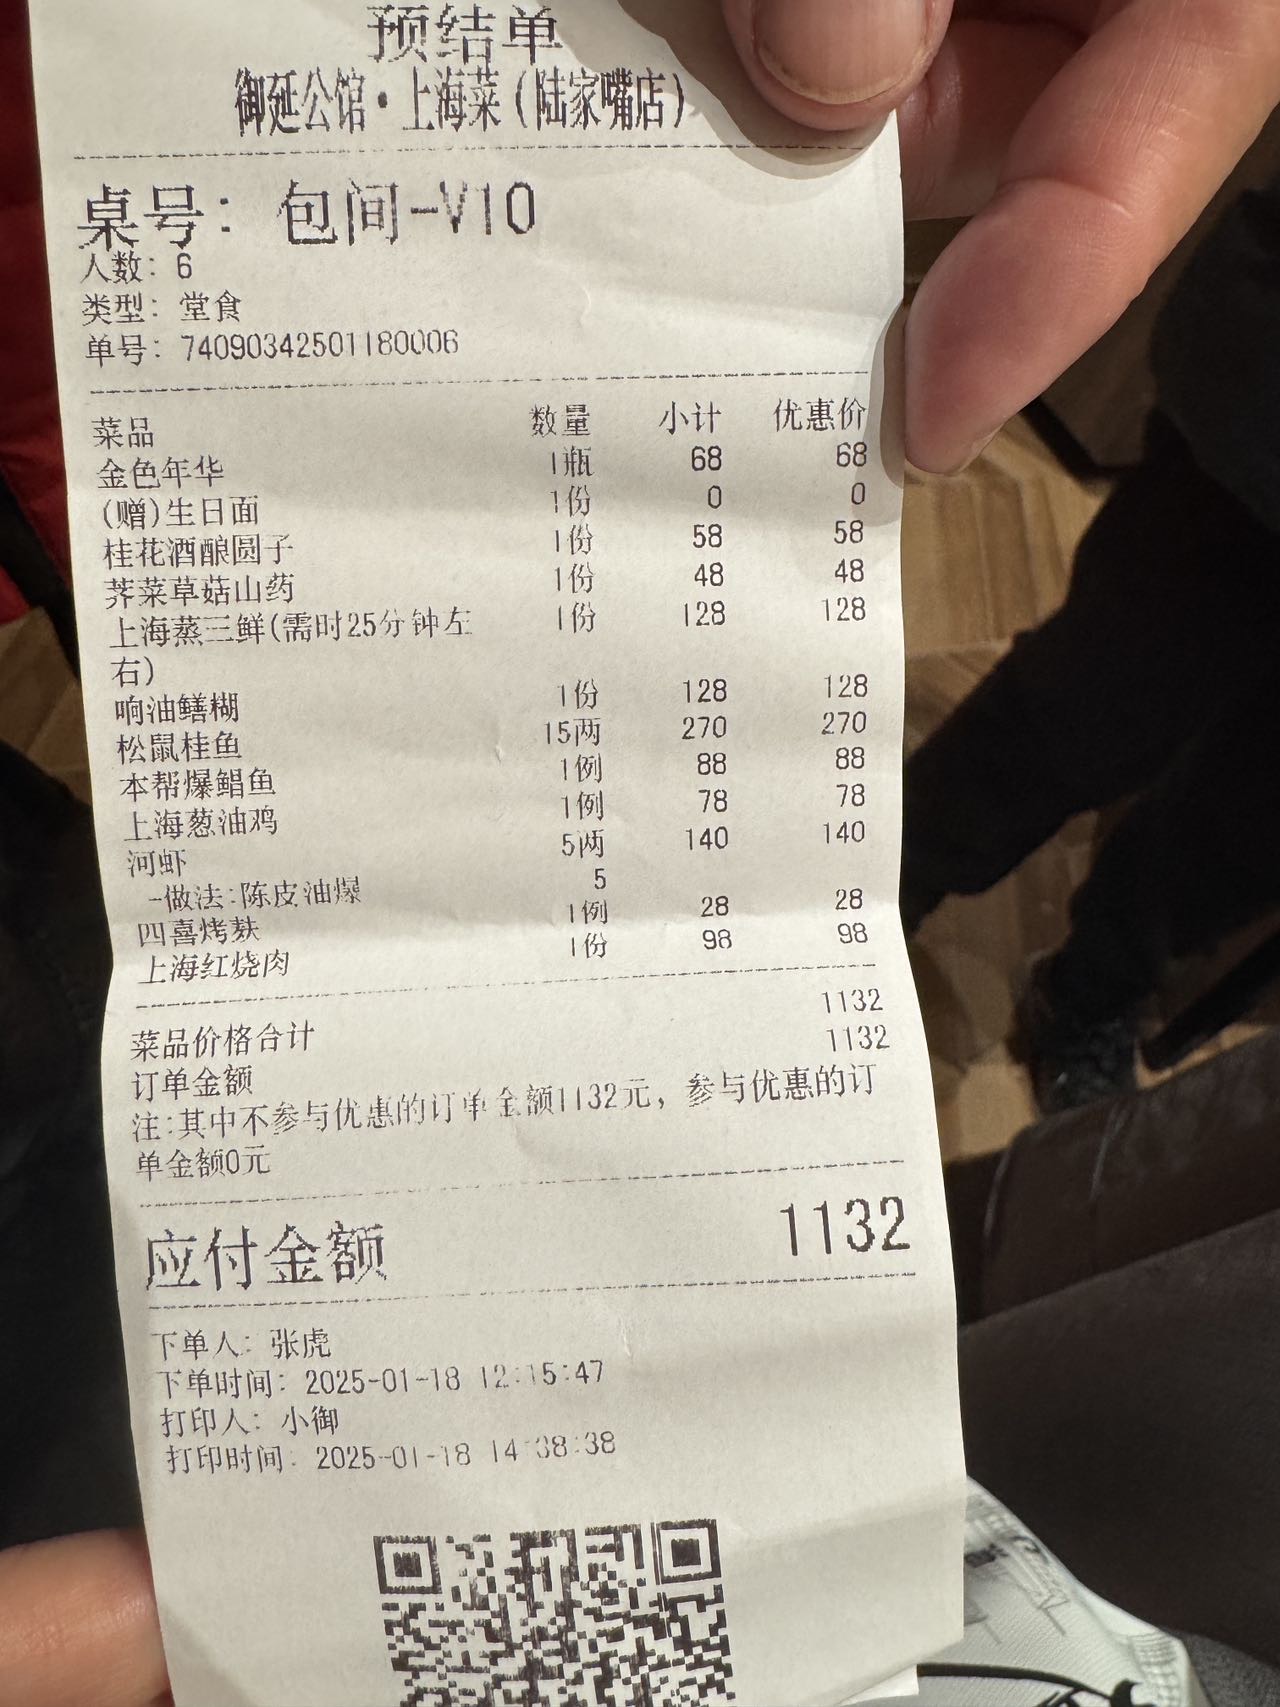 预结单
御延公馆·上海菜(陆家嘴店)
桌号: 包间-V10
人数: 6
类型: 堂食
单号: 74090342501180006
菜品 数量 小计 优惠价
金色年华 1瓶 68 68
(赠)生日面 1份 0 0
桂花酒酿圆子 1份 58 58
荠菜草菇山药 1份 48 48
上海蒸三鲜(需时25分钟左 1份 128 128
右)
响油鳝糊 1份 128 128
松鼠桂鱼 15两 270 270
本帮爆鲳鱼 1例 88 88
上海葱油鸡 1例 78 78
河虾 5两 140 140
-做法:陈皮油爆 5
四喜烤麸 1例 28 28
上海红烧肉 1份 98 98
菜品价格合计 1132
订单金额 1132
注:其中不参与优惠的订单金额1132元, 参与优惠的订
单金额0元
应付金额 1132
下单人: 张虎
下单时间: 2025-01-18 12:15:47
打印人: 小御
打印时间: 2025-01-18 14:38:38